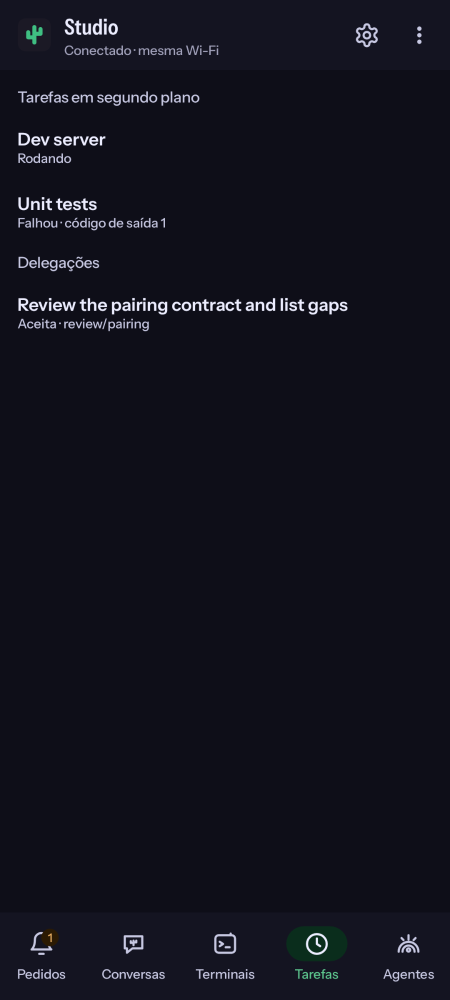 Studio
Conectado · mesma Wi-Fi
Tarefas em segundo plano
Dev server
Rodando
Unit tests
Falhou · código de saída 1
Delegações
Review the pairing contract and list gaps
Aceita · review/pairing
1
Pedidos
Conversas
Terminais
Tarefas
Agentes